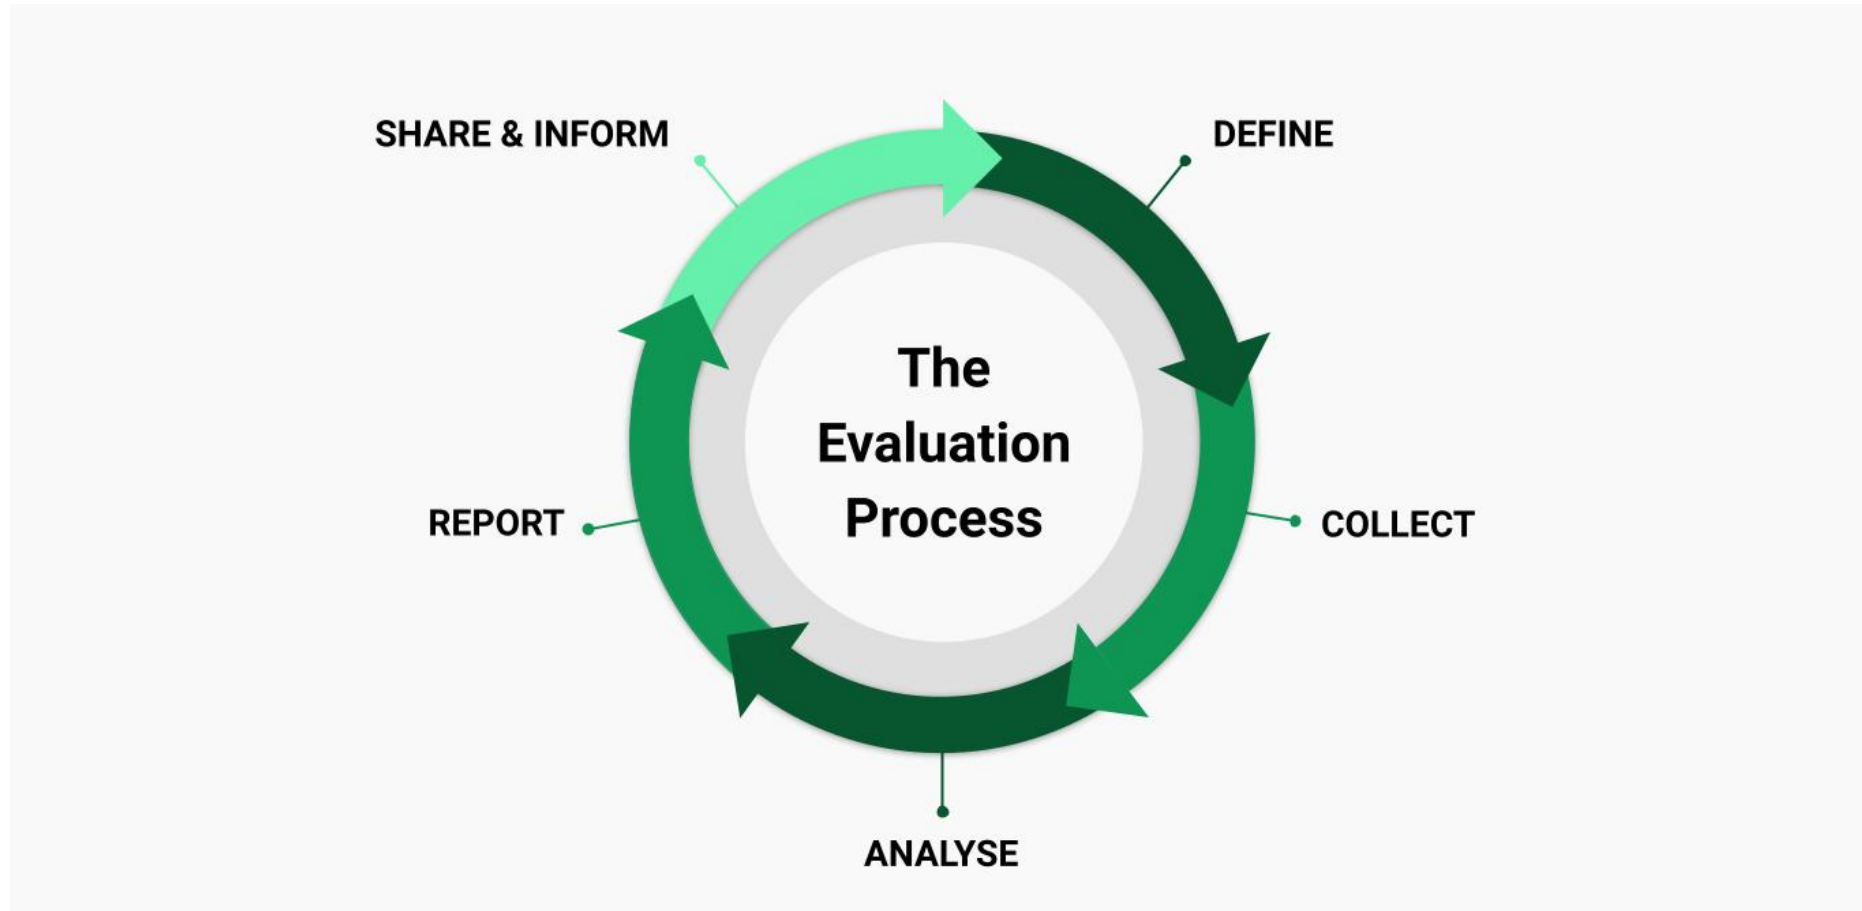 SHARE & INFORM
DEFINE
The
Evaluation
Process
REPORT
COLLECT
ANALYSE